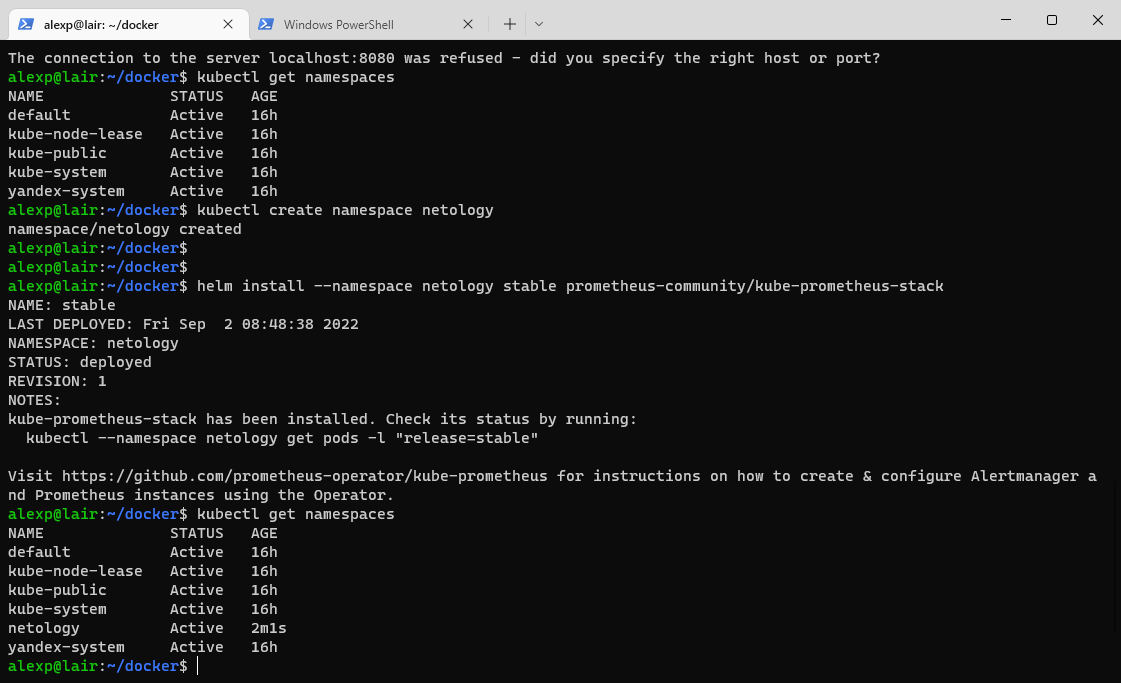 alexp@lair: ~/docker
Windows PowerShell
The connection to the server localhost:8080 was refused - did you specify the right host or port?
alexp@lair:~/docker$ kubectl get namespaces
NAME              STATUS   AGE
default           Active   16h
kube-node-lease   Active   16h
kube-public       Active   16h
kube-system       Active   16h
yandex-system     Active   16h
alexp@lair:~/docker$ kubectl create namespace netology
namespace/netology created
alexp@lair:~/docker$
alexp@lair:~/docker$
alexp@lair:~/docker$ helm install --namespace netology stable prometheus-community/kube-prometheus-stack
NAME: stable
LAST DEPLOYED: Fri Sep  2 08:48:38 2022
NAMESPACE: netology
STATUS: deployed
REVISION: 1
NOTES:
kube-prometheus-stack has been installed. Check its status by running:
  kubectl --namespace netology get pods -l "release=stable"

Visit https://github.com/prometheus-operator/kube-prometheus for instructions on how to create & configure Alertmanager a
nd Prometheus instances using the Operator.
alexp@lair:~/docker$ kubectl get namespaces
NAME              STATUS   AGE
default           Active   16h
kube-node-lease   Active   16h
kube-public       Active   16h
kube-system       Active   16h
netology          Active   2m1s
yandex-system     Active   16h
alexp@lair:~/docker$